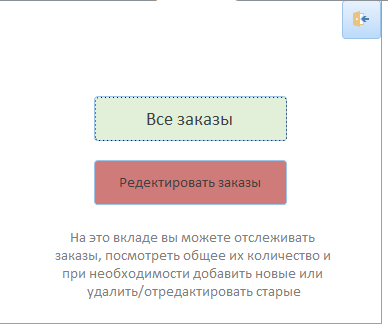 Все заказы
Редектировать заказы
На это вкладе вы можете отслеживать
заказы, посмотреть общее их количество и
при необходимости добавить новые или
удалить/отредактировать старые